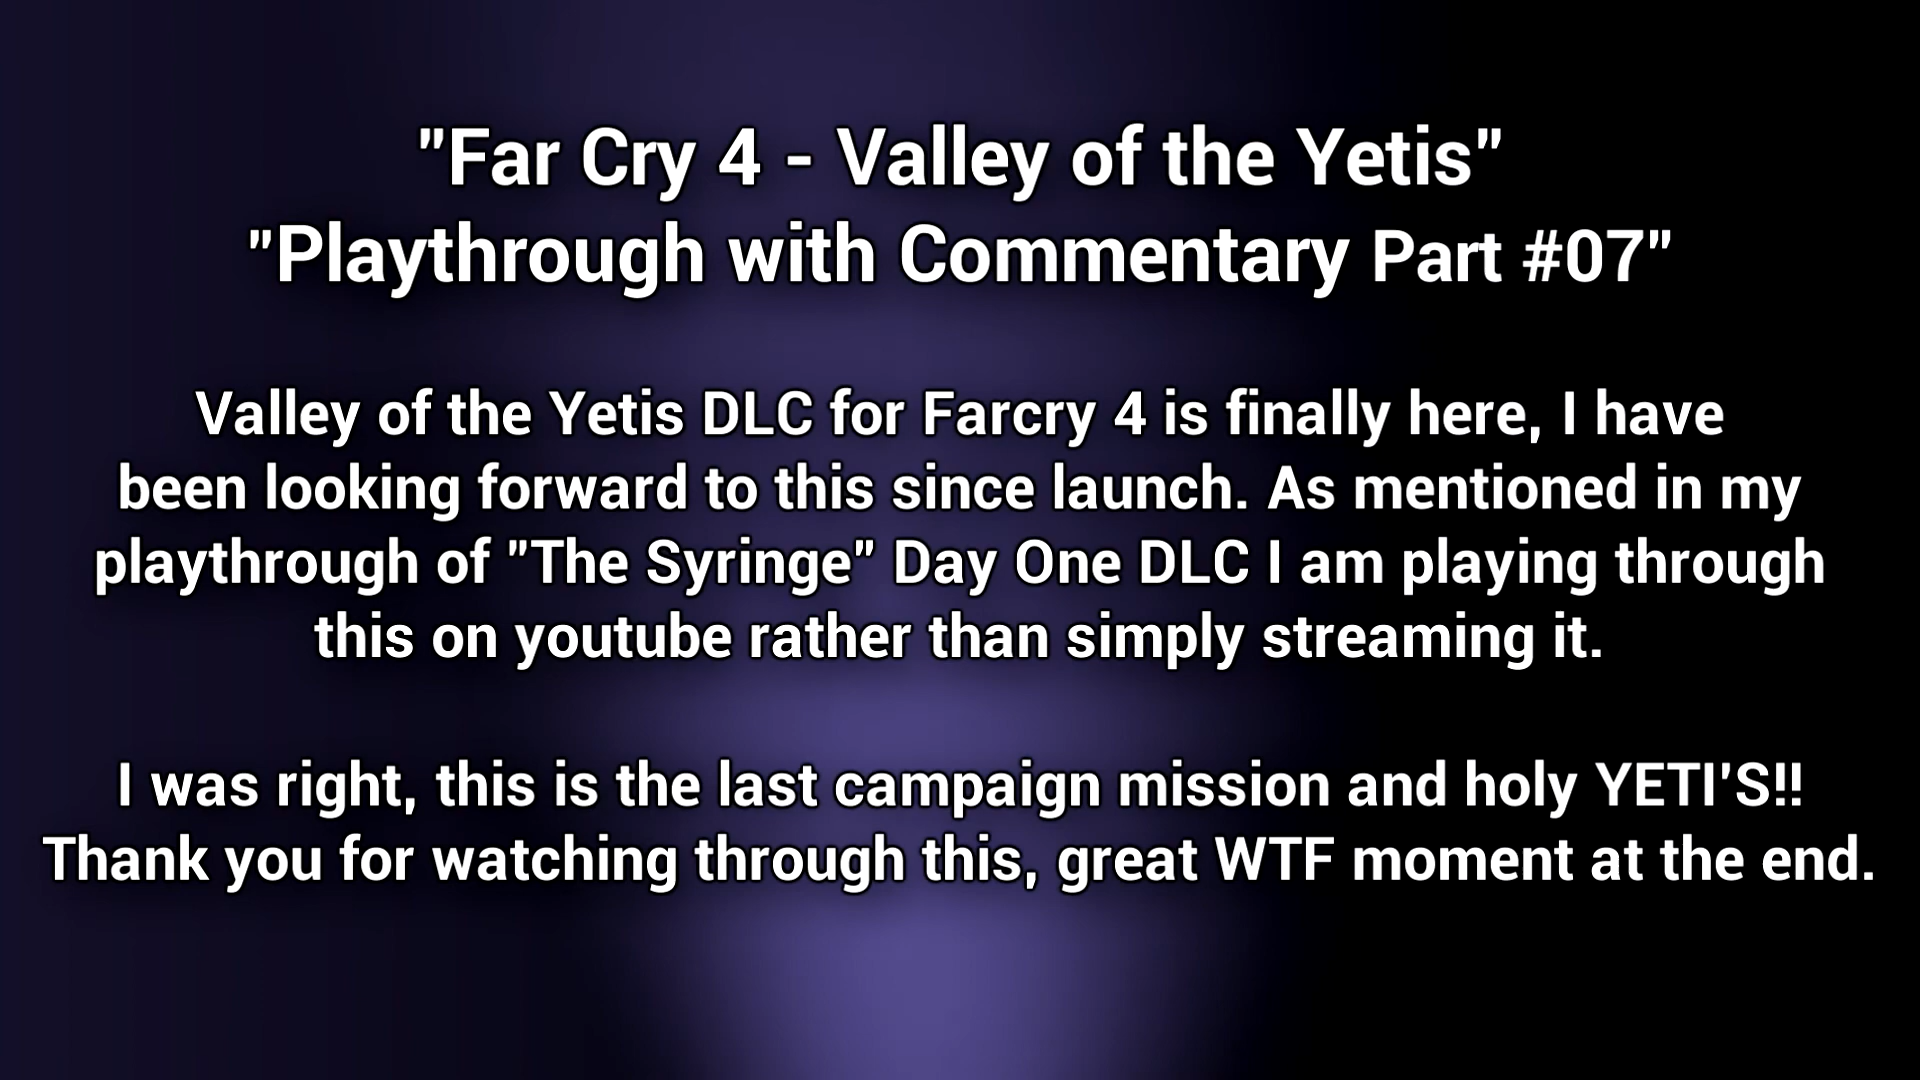 "Far Cry 4 - Valley of the Yetis"
"Playthrough with Commentary Part #07"
Valley of the Yetis DLC for Farcry 4 is finally here, I have
been looking forward to this since launch. As mentioned in my
playthrough of "The Syringe" Day One DLC I am playing through
this on youtube rather than simply streaming it.
I was right, this is the last campaign mission and holy YETI'S!!
Thank you for watching through this, great WTF moment at the end.